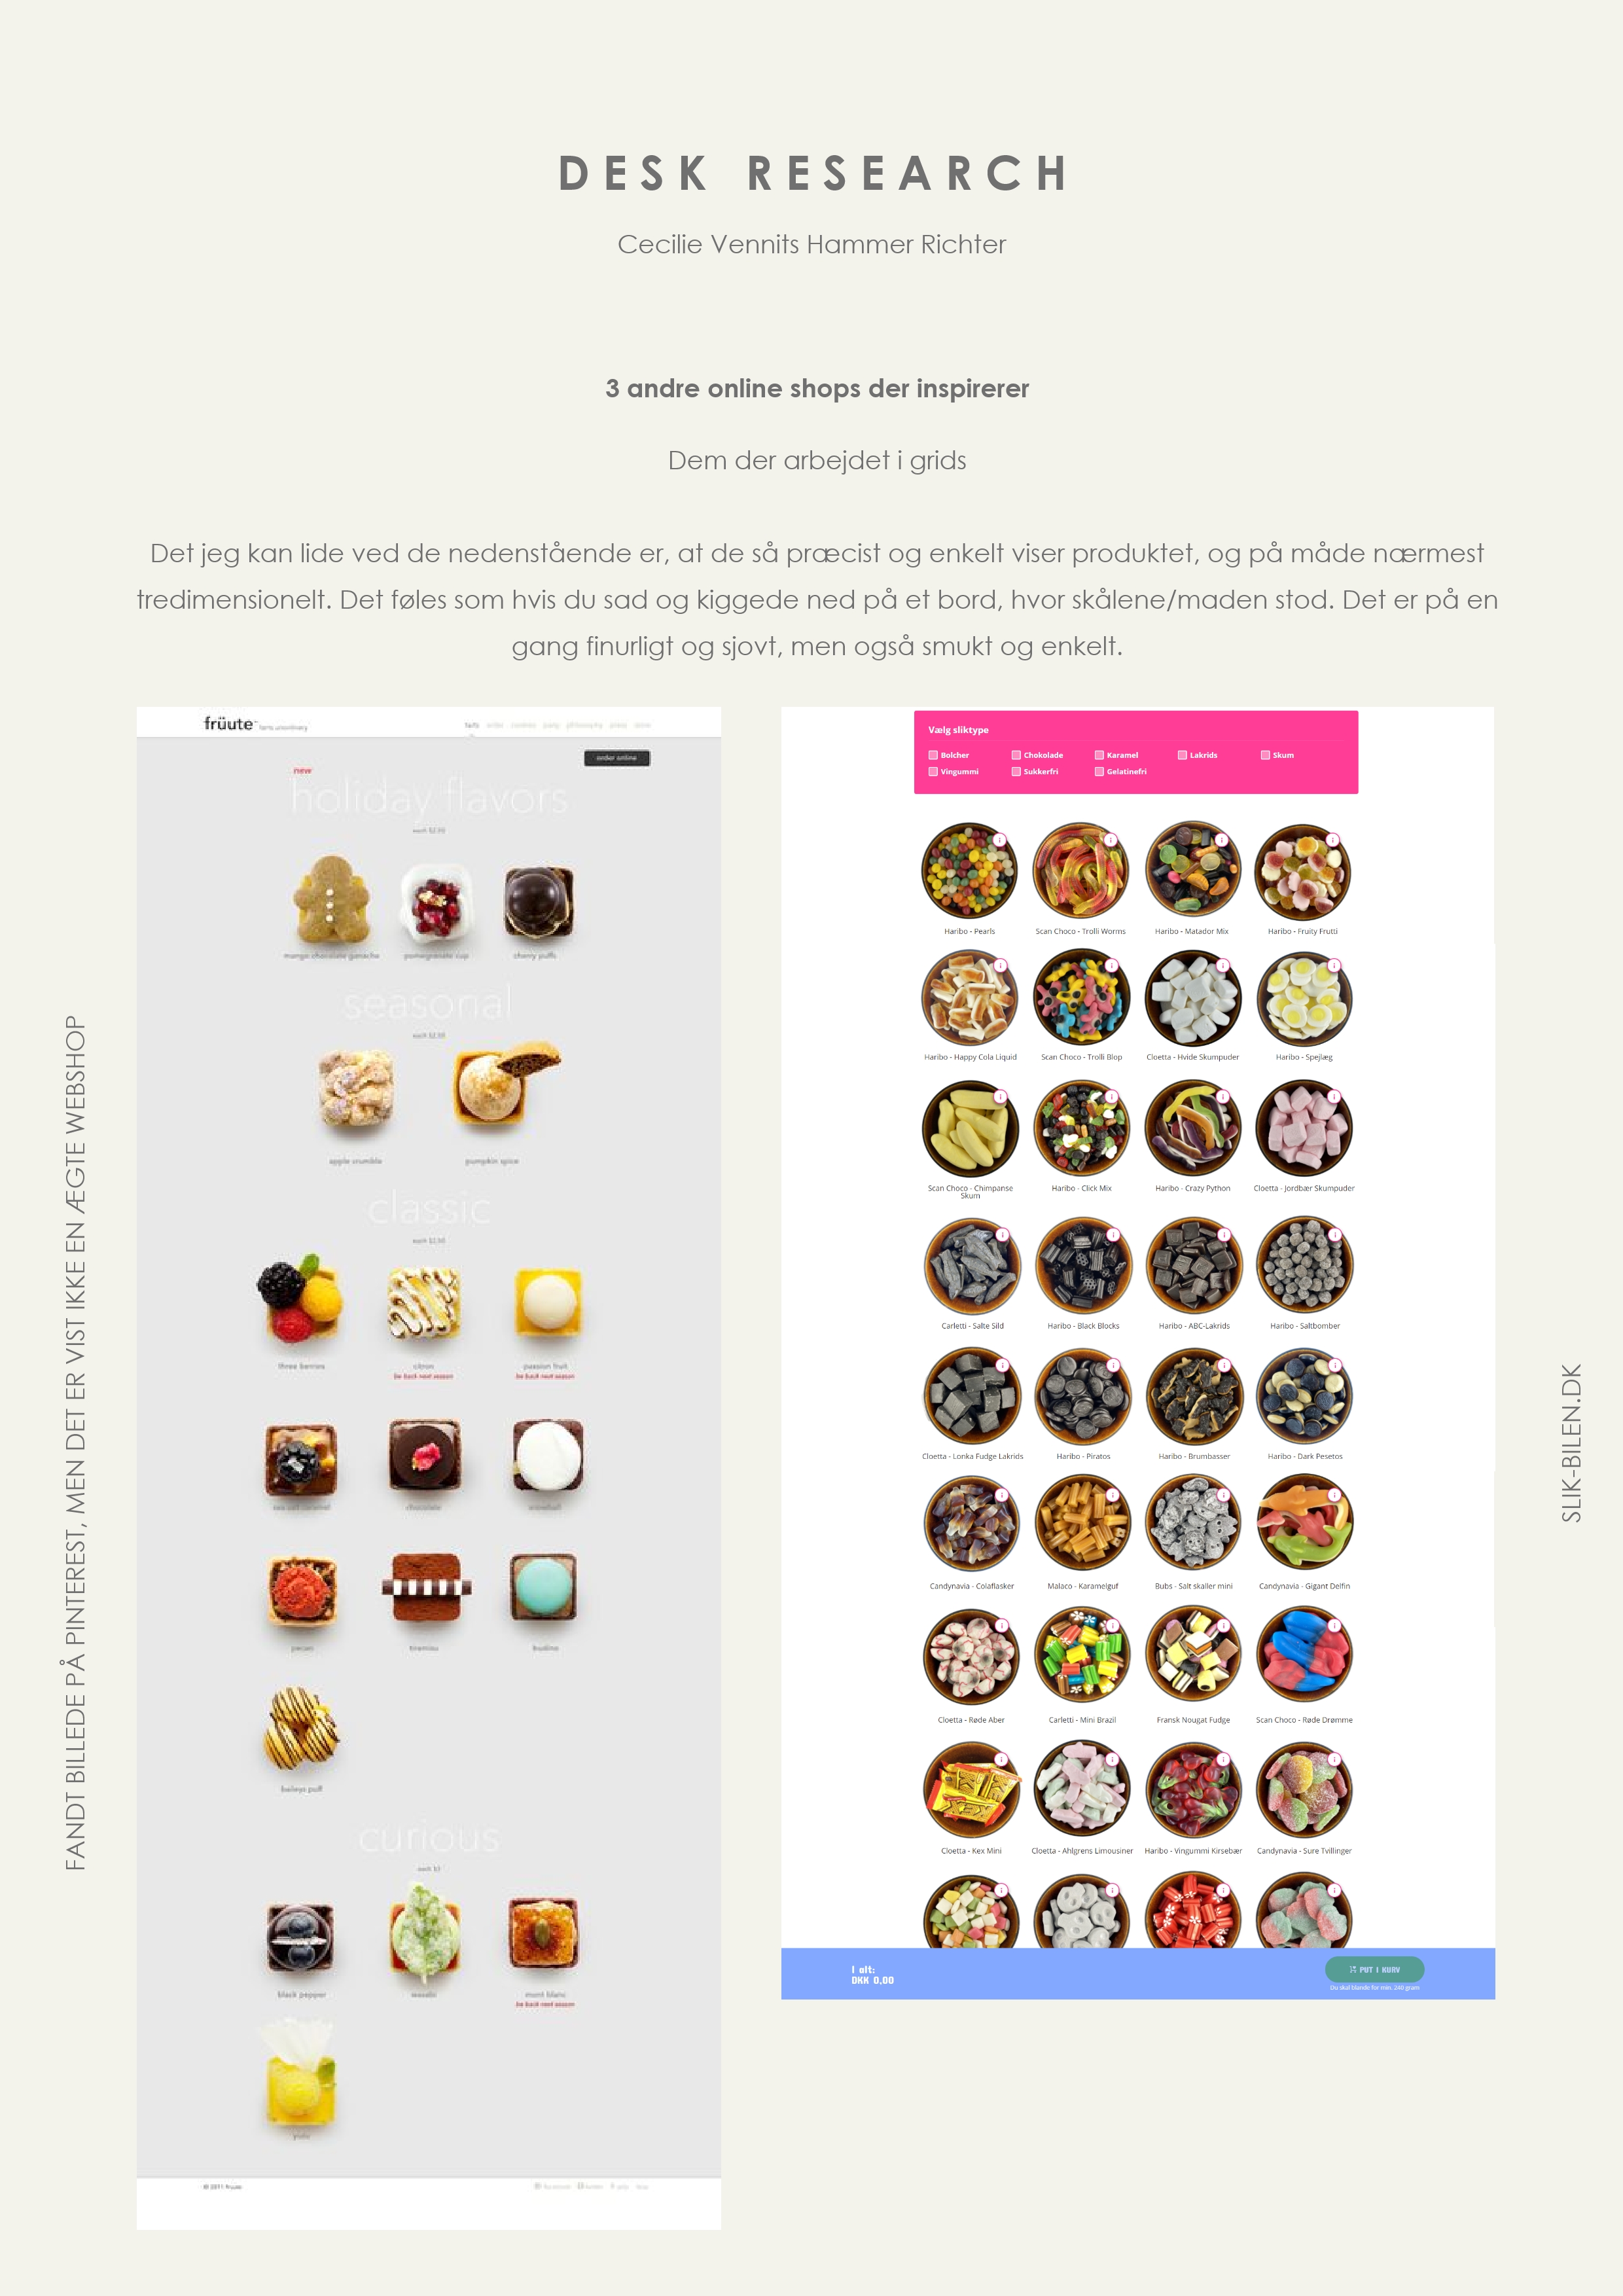 DESK RESEARCH
Cecilie Vennits Hammer Richter
3 andre online shops der inspirerer
Dem der arbejdet i grids
Det jeg kan lide ved de nedenstående er, at de så præcist og enkelt viser produktet, og på måde nærmest
tredimensionelt. Det føles som hvis du sad og kiggede ned på et bord, hvor skålene/maden stod. Det er på en
gang finurligt og sjovt, men også smukt og enkelt.
FANDT BILLEDE PÅ PINTEREST, MEN DET ER VIST IKKE EN ÆGTE WEBSHOP
früute
order online
new
holiday flavors
mango chocolate ganache
pomegranate cup
cherry puffs
seasonal
apple crumble
pumpkin spice
classic
three berries
citron
passion fruit
be back next season
be back next season
sea salt caramel
chocolate
snowball
pecan
tiramisu
baileys puff
curious
black pepper
wasabi
mont blanc
be back next season
© 2011 früute
Vælg sliktype
Bolcher Chokolade Karamel Lakrids Skum
Vingummi Sukkerfri Gelatinefri
Haribo - Pearls
Scan Choco - Trolli Worms
Haribo - Matador Mix
Haribo - Fruity Frutti
Haribo - Happy Cola Liquid
Scan Choco - Trolli Blop
Cloetta - Hvide Skumpuder
Haribo - Spejlæg
Scan Choco - Chimpanse
Skum
Haribo - Click Mix
Haribo - Crazy Python
Cloetta - Jordbær Skumpuder
Carletti - Salte Sild
Haribo - Black Blocks
Haribo - ABC-Lakrids
Haribo - Saltbomber
Cloetta - Lonka Fudge Lakrids
Haribo - Piratos
Haribo - Brumbasser
Haribo - Dark Pesetos
Candynavia - Colaflasker
Malaco - Karamelguf
Bubs - Salt skaller mini
Candynavia - Gigant Delfin
Cloetta - Røde Aber
Carletti - Mini Brazil
Fransk Nougat Fudge
Scan Choco - Røde Drømme
Cloetta - Kex Mini
Cloetta - Ahlgrens Limousiner
Haribo - Vingummi Kirsebær
Candynavia - Sure Tvillinger
I alt:
DKK 0,00
PUT I KURV
Du skal blande for min. 240 gram
SLIK-BILEN.DK